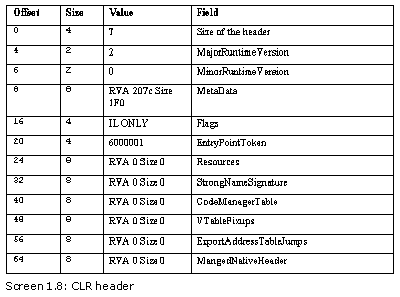 Offset Size Value Field
0 4 7 Size of the header
4 2 2 MajorRuntimeVersion
6 2 0 MinorRuntimeVersion
8 8 RVA 207c Size MetaData
1F0
16 4 IL ONLY Flags
20 4 6000001 EntryPointToken
24 8 RVA 0 Size 0 Resources
32 8 RVA 0 Size 0 StrongNameSignature
40 8 RVA 0 Size 0 CodeManagerTable
48 8 RVA 0 Size 0 VTableFixups
56 8 RVA 0 Size 0 ExportAddressTableJumps
64 8 RVA 0 Size 0 MangedNativeHeader
Screen 1.8: CLR header